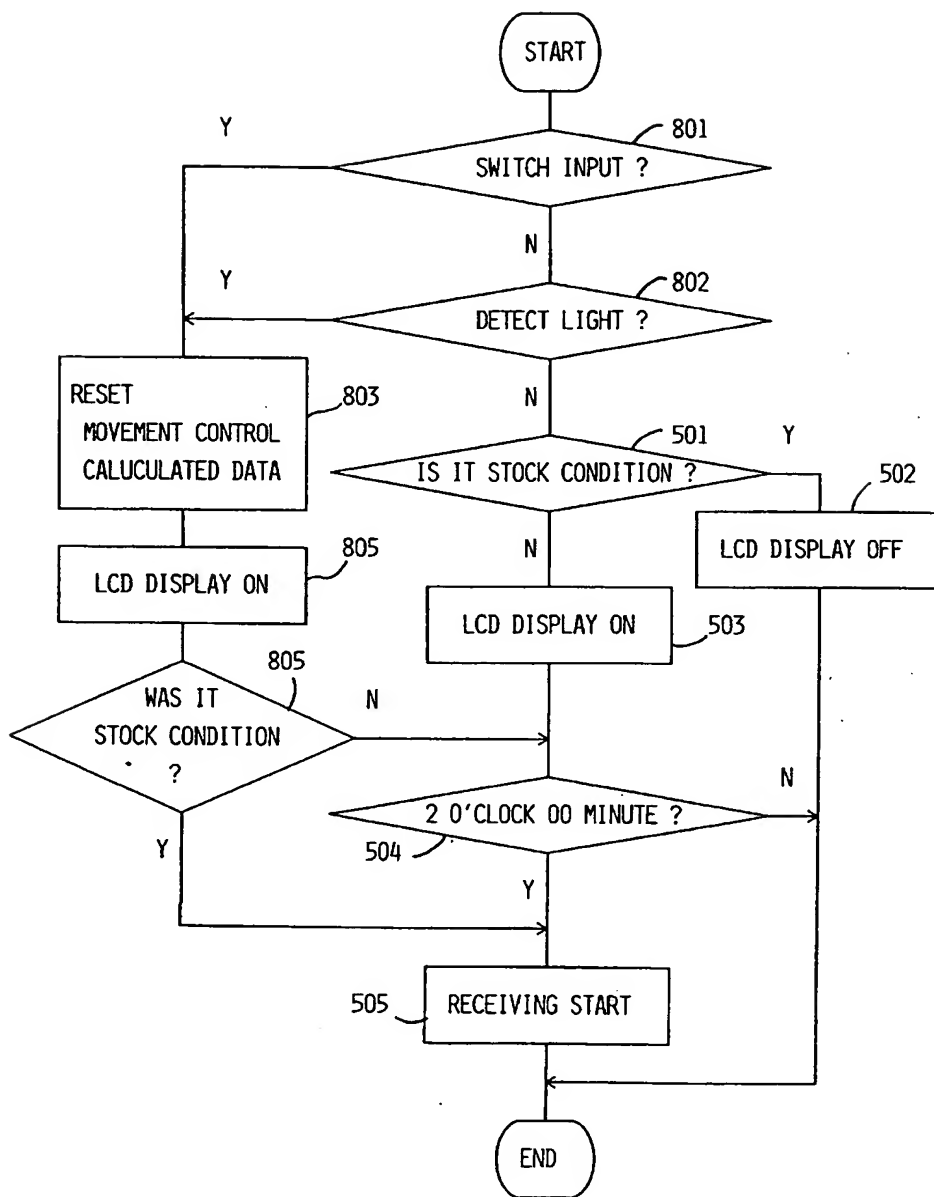 START
Y
801
SWITCH INPUT ?
N
Y
802
DETECT LIGHT ?
RESET
MOVEMENT CONTROL
CALUCULATED DATA
803
N
501
Y
IS IT STOCK CONDITION ?
502
LCD DISPLAY OFF
N
LCD DISPLAY ON
805
LCD DISPLAY ON
503
805
WAS IT
STOCK CONDITION
?
N
2 O'CLOCK 00 MINUTE ?
N
504
Y
Y
505
RECEIVING START
END